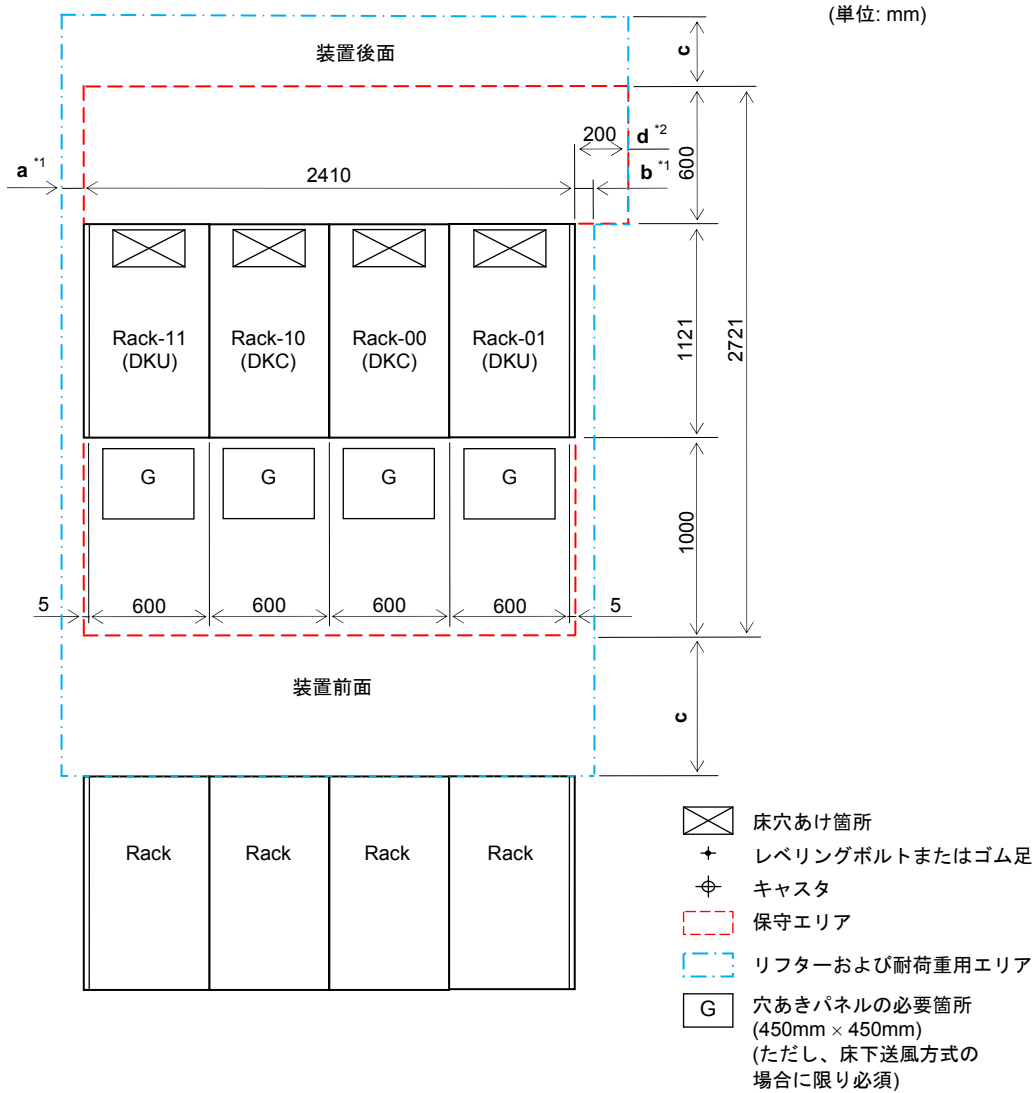 (単位: mm)
装置後面
c
200
d *2
a *1
2410
b *1
600
Rack-11
(DKU)
Rack-10
(DKC)
Rack-00
(DKC)
Rack-01
(DKU)
1121
2721
G
G
G
G
1000
5
600
600
600
600
5
装置前面
c
Rack
Rack
Rack
Rack
床穴あけ箇所
レベリングボルトまたはゴム足
キャスタ
保守エリア
リフターおよび耐荷重用エリア
G
穴あきパネルの必要箇所
(450mm × 450mm)
(ただし、床下送風方式の
場合に限り必須)